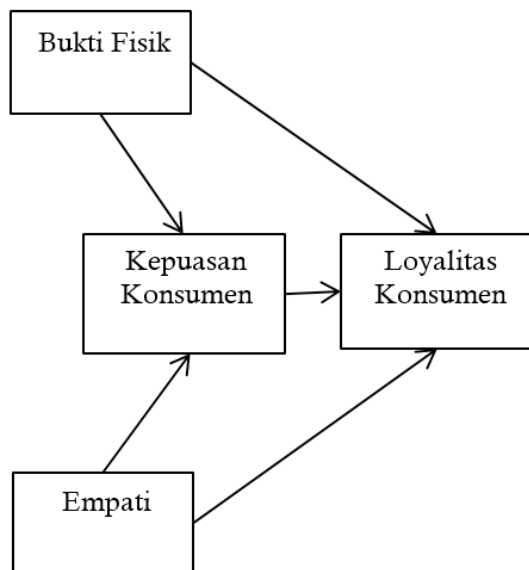 Bukti Fisik
Kepuasan
Konsumen
Loyalitas
Konsumen
Empati